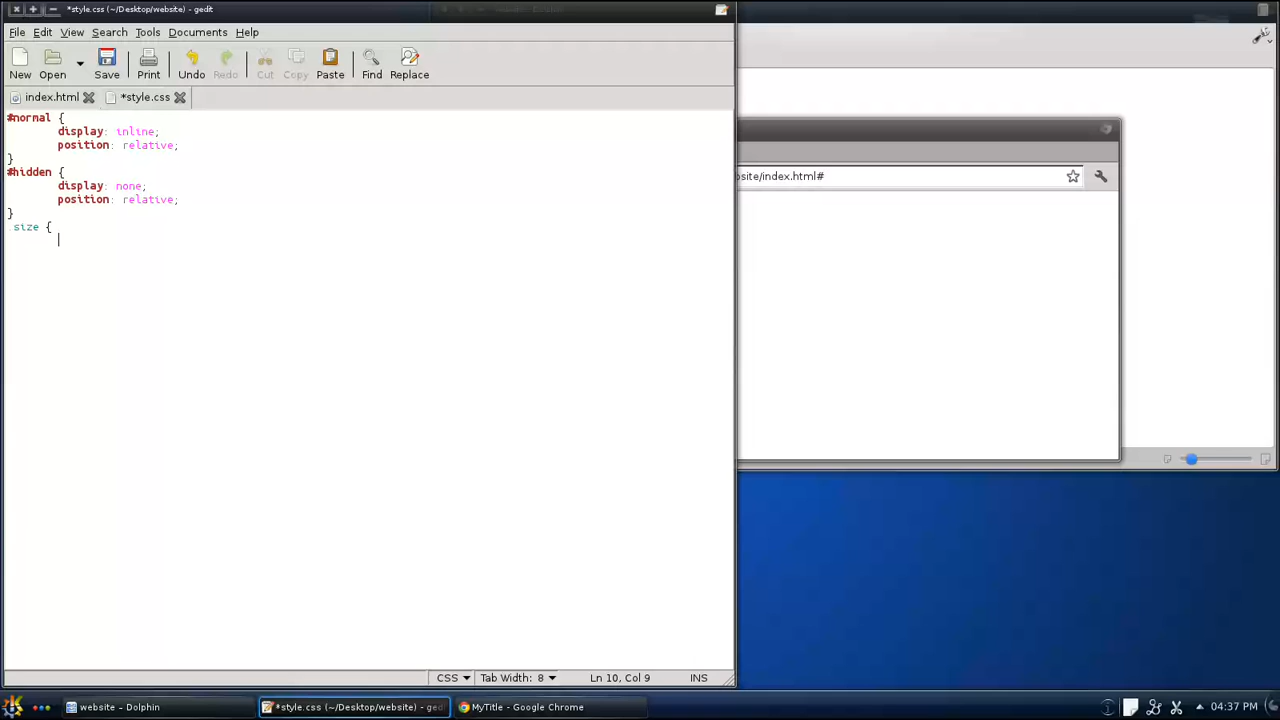 *style.css (~/Desktop/website) - gedit
File Edit View Search Tools Documents Help
New Open Save Print Undo Redo Cut Copy Paste Find Replace
index.html *style.css
#normal {
display: inline;
position: relative;
}
#hidden {
display: none;
position: relative;
}
.size {
site/index.html#
CSS Tab Width: 8 Ln 10, Col 9 INS
website – Dolphin
*style.css (~/Desktop/website) - gedi
MyTitle - Google Chrome
04:37 PM